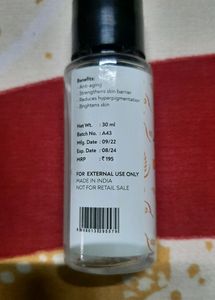 Benefits:
- Anti-aging
- Strengthens skin barrier
- Reduces hyperpigmentation
- Brightens skin
Net Wt. : 30 ml
Batch No. : A43
Mfg. Date : 09/22
Exp. Date : 08/24
MRP : ₹ 195
FOR EXTERNAL USE ONLY
MADE IN INDIA
NOT FOR RETAIL SALE